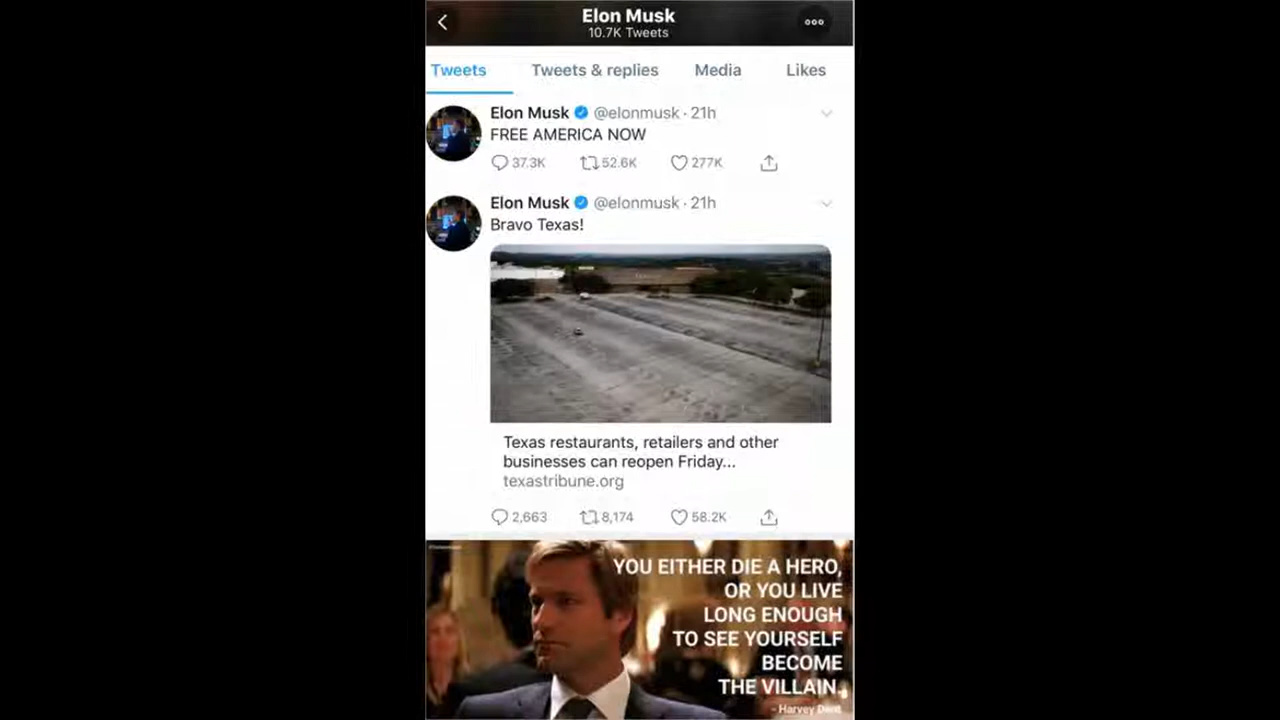 Elon Musk
10.7K Tweets
Tweets Tweets & replies Media Likes
Elon Musk @elonmusk · 21h
FREE AMERICA NOW
37.3K 52.6K 277K
Elon Musk @elonmusk · 21h
Bravo Texas!
Texas restaurants, retailers and other
businesses can reopen Friday...
texastribune.org
2,663 8,174 58.2K
YOU EITHER DIE A HERO,
OR YOU LIVE
LONG ENOUGH
TO SEE YOURSELF
BECOME
THE VILLAIN.
- Harvey Dent